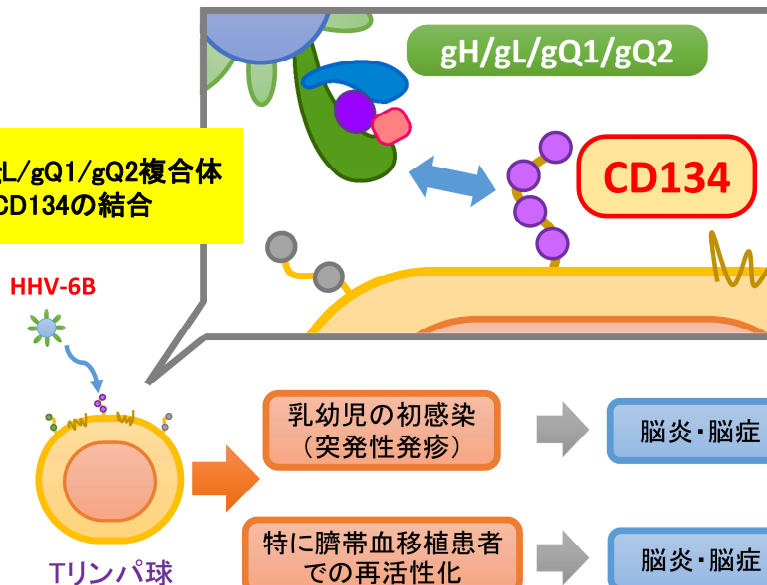 gH/gL/gQ1/gQ2
gL/gQ1/gQ2複合体
CD134の結合
CD134
HHV-6B
乳幼児の初感染
（突発性発疹）
脳炎・脳症
特に臍帯血移植患者
での再活性化
脳炎・脳症
Tリンパ球